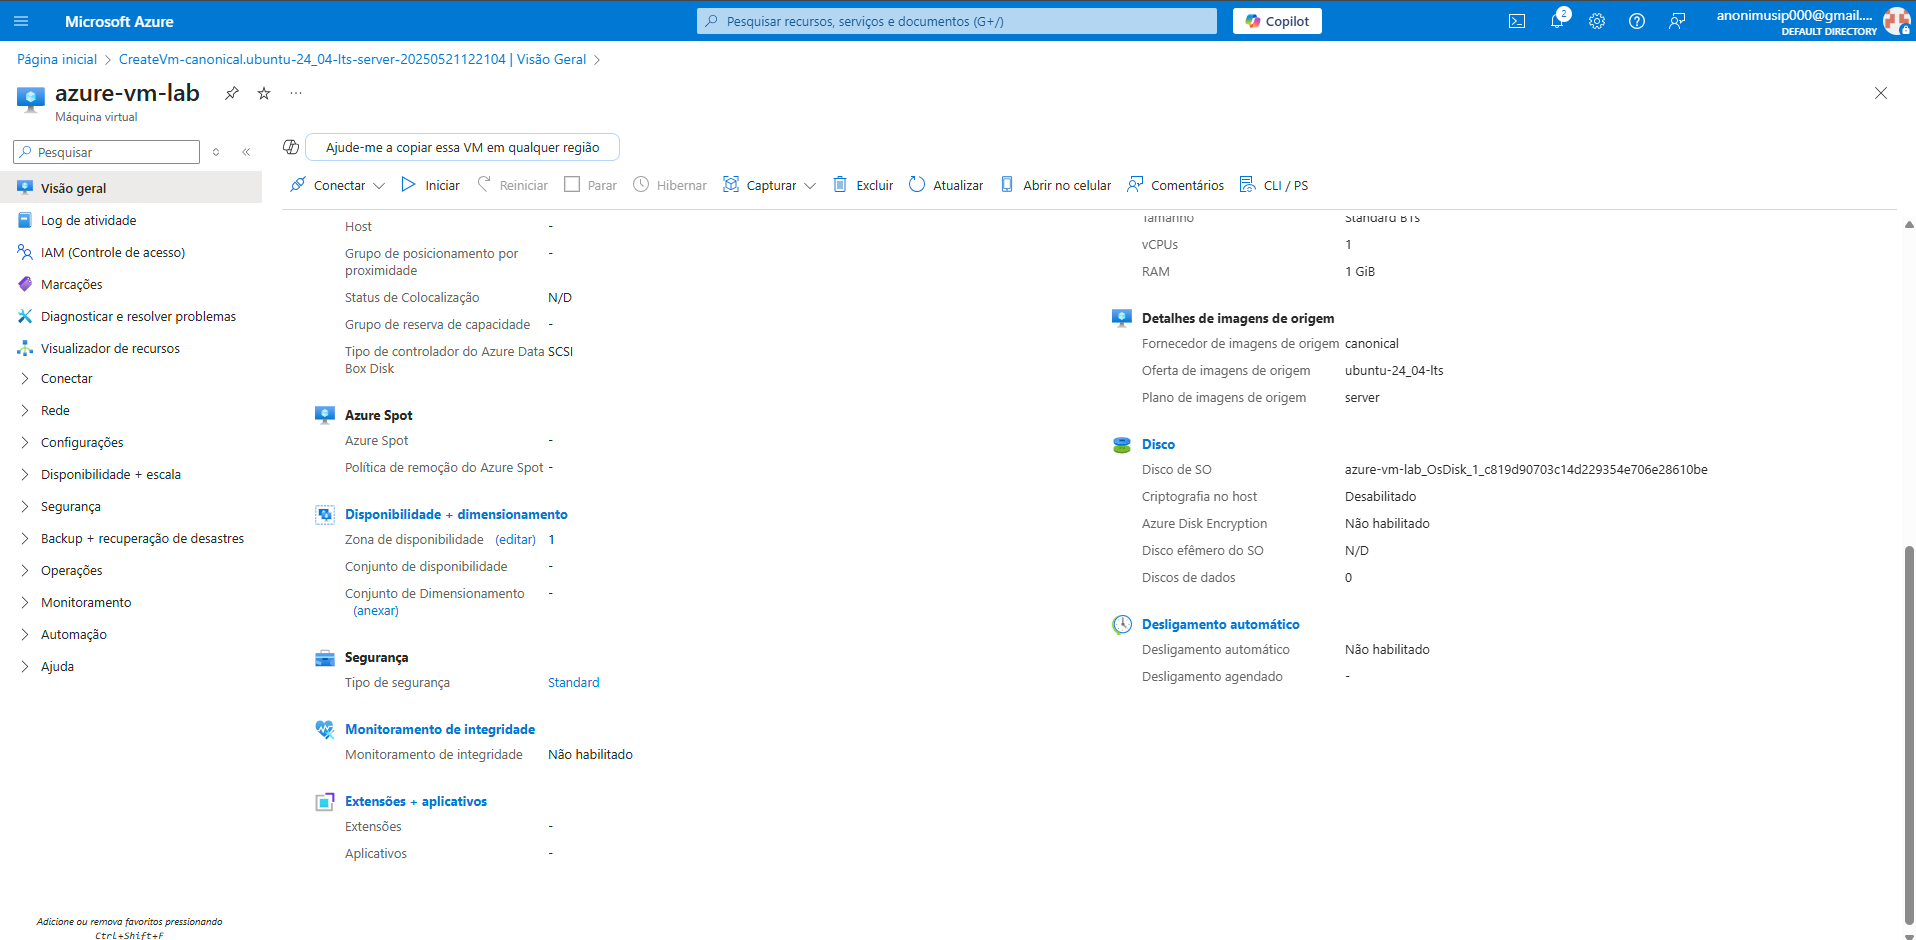 Microsoft Azure
Pesquisar recursos, serviços e documentos (G+/)
Copilot
2
anonimusip000@gmail....
DEFAULT DIRECTORY
Página inicial > CreateVm-canonical.ubuntu-24_04-lts-server-20250521122104 | Visão Geral >
azure-vm-lab
Máquina virtual
Pesquisar
Visão geral
Log de atividade
IAM (Controle de acesso)
Marcações
Diagnosticar e resolver problemas
Visualizador de recursos
Conectar
Rede
Configurações
Disponibilidade + escala
Segurança
Backup + recuperação de desastres
Operações
Monitoramento
Automação
Ajuda
Adicione ou remova favoritos pressionando
Ctrl+Shift+F
Ajude-me a copiar essa VM em qualquer região
Conectar Iniciar Reiniciar Parar Hibernar Capturar Excluir Atualizar Abrir no celular Comentários CLI / PS
Host -
Grupo de posicionamento por -
proximidade
Status de Colocalização N/D
Grupo de reserva de capacidade -
Tipo de controlador do Azure Data SCSI
Box Disk
Azure Spot
Azure Spot -
Política de remoção do Azure Spot -
Disponibilidade + dimensionamento
Zona de disponibilidade (editar) 1
Conjunto de disponibilidade -
Conjunto de Dimensionamento -
(anexar)
Segurança
Tipo de segurança Standard
Monitoramento de integridade
Monitoramento de integridade Não habilitado
Extensões + aplicativos
Extensões -
Aplicativos -
Tamanho Standard B1s
vCPUs 1
RAM 1 GiB
Detalhes de imagens de origem
Fornecedor de imagens de origem canonical
Oferta de imagens de origem ubuntu-24_04-lts
Plano de imagens de origem server
Disco
Disco de SO azure-vm-lab_OsDisk_1_c819d90703c14d229354e706e28610be
Criptografia no host Desabilitado
Azure Disk Encryption Não habilitado
Disco efêmero do SO N/D
Discos de dados 0
Desligamento automático
Desligamento automático Não habilitado
Desligamento agendado -